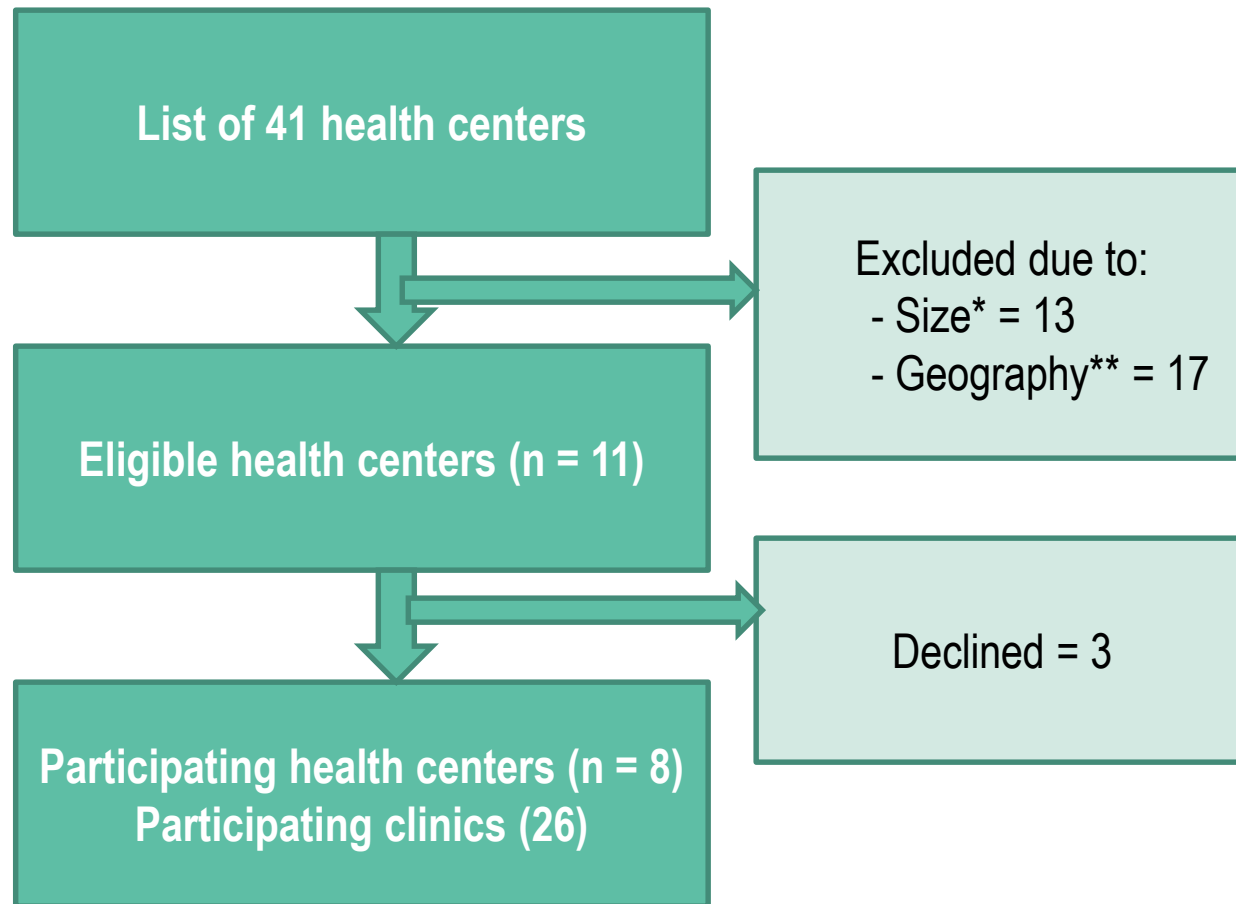 List of 41 health centers
Excluded due to:
- Size* = 13
- Geography** = 17
Eligible health centers (n = 11)
Declined = 3
Participating health centers (n = 8)
Participating clinics (26)